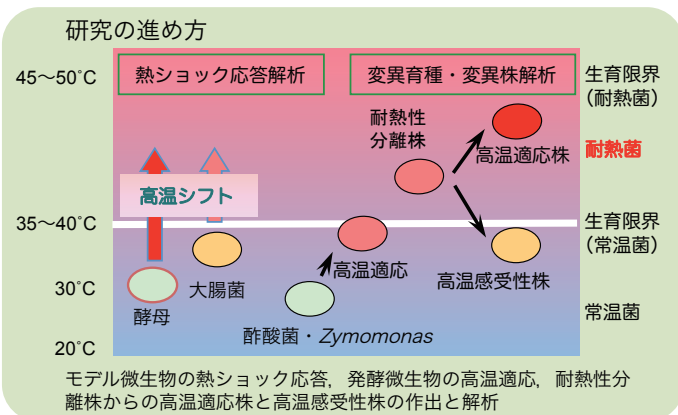 研究の進め方
45〜50˚C
熱ショック応答解析
変異育種・変異株解析
生育限界
(耐熱菌)
耐熱性
分離株
高温適応株
耐熱菌
高温シフト
35〜40˚C
生育限界
(常温菌)
高温適応
高温感受性株
30˚C
大腸菌
酵母
常温菌
酢酸菌・Zymomonas
20˚C
モデル微生物の熱ショック応答，発酵微生物の高温適応，耐熱性分
離株からの高温適応株と高温感受性株の作出と解析